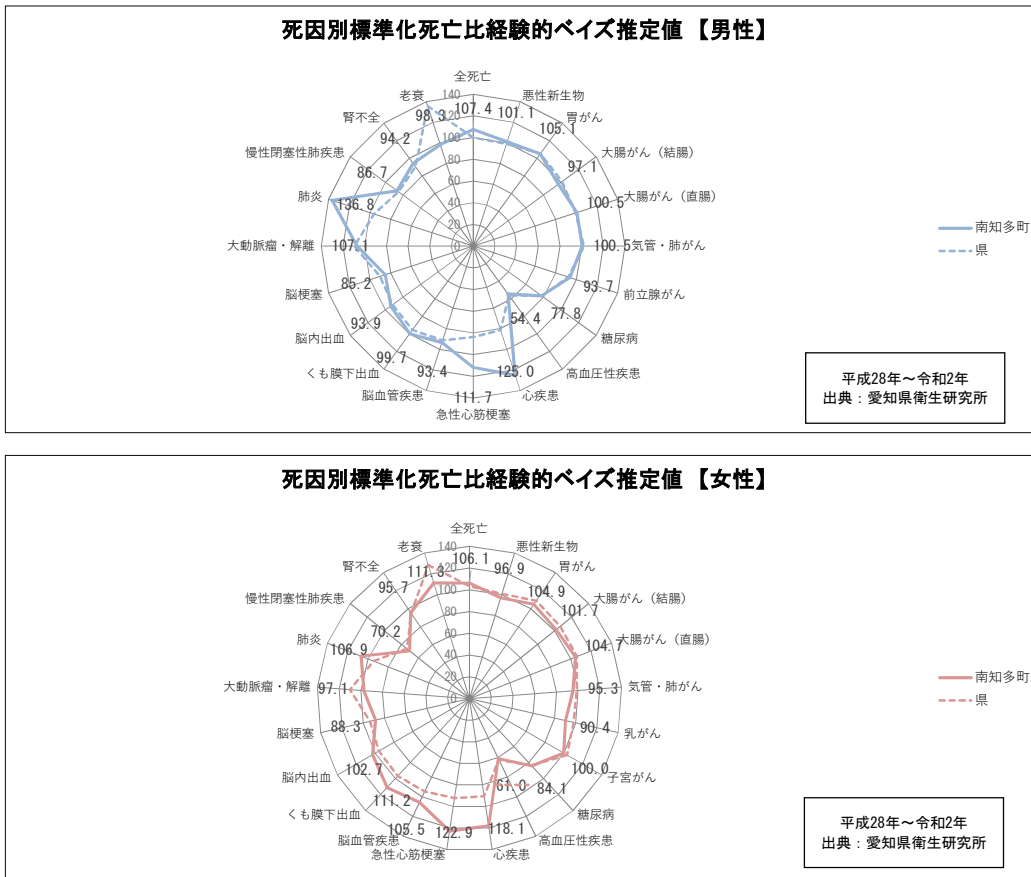 死因別標準化死亡比経験的ベイズ推定値 【男性】
全死亡
悪性新生物
胃がん
大腸がん（結腸）
大腸がん（直腸）
気管・肺がん
前立腺がん
糖尿病
高血圧性疾患
心疾患
急性心筋梗塞
脳血管疾患
くも膜下出血
脳内出血
脳梗塞
大動脈瘤・解離
肺炎
慢性閉塞性肺疾患
腎不全
老衰
107.4
101.1
105.1
97.1
100.5
100.5
93.7
77.8
54.4
125.0
111.7
93.4
99.7
93.9
85.2
107.1
136.8
86.7
94.2
98.3
140
120
100
80
60
40
20
0
南知多町
県
平成28年～令和2年
出典：愛知県衛生研究所
死因別標準化死亡比経験的ベイズ推定値 【女性】
全死亡
悪性新生物
胃がん
大腸がん（結腸）
大腸がん（直腸）
気管・肺がん
乳がん
子宮がん
糖尿病
高血圧性疾患
心疾患
急性心筋梗塞
脳血管疾患
くも膜下出血
脳内出血
脳梗塞
大動脈瘤・解離
肺炎
慢性閉塞性肺疾患
腎不全
老衰
106.1
96.9
104.9
101.7
104.7
95.3
90.4
100.0
84.1
61.0
118.1
122.9
105.5
111.2
102.7
88.3
97.1
106.9
70.2
95.7
111.3
140
120
100
80
60
40
20
0
南知多町
県
平成28年～令和2年
出典：愛知県衛生研究所